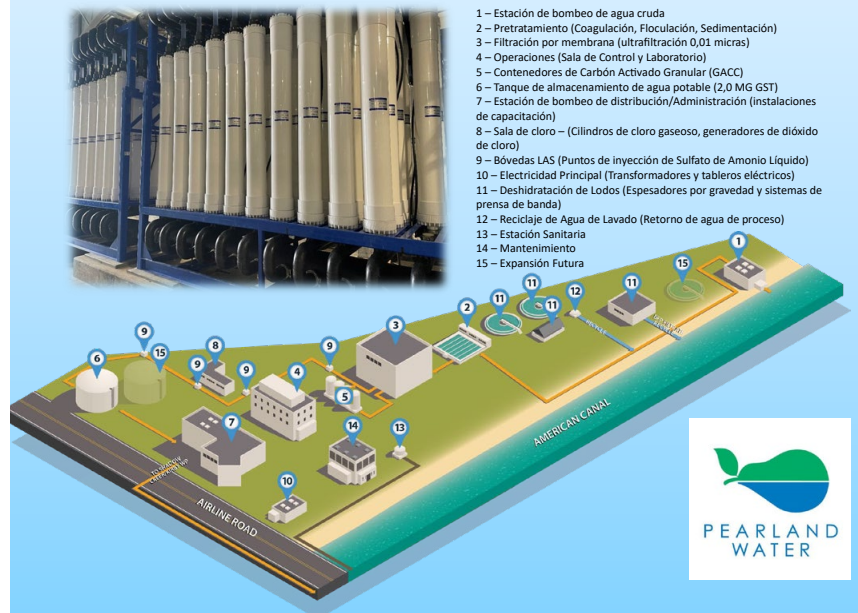 1 – Estación de bombeo de agua cruda
2 – Pretratamiento (Coagulación, Floculación, Sedimentación)
3 – Filtración por membrana (ultrafiltración 0,01 micras)
4 – Operaciones (Sala de Control y Laboratorio)
5 – Contenedores de Carbón Activado Granular (GACC)
6 – Tanque de almacenamiento de agua potable (2,0 MG GST)
7 – Estación de bombeo de distribución/Administración (instalaciones
de capacitación)
8 – Sala de cloro – (Cilindros de cloro gaseoso, generadores de dióxido
de cloro)
9 – Bóvedas LAS (Puntos de inyección de Sulfato de Amonio Líquido)
10 – Electricidad Principal (Transformadores y tableros eléctricos)
11 – Deshidratación de Lodos (Espesadores por gravedad y sistemas de
prensa de banda)
12 – Reciclaje de Agua de Lavado (Retorno de agua de proceso)
13 – Estación Sanitaria
14 – Mantenimiento
15 – Expansión Futura
1
15
11
11
12
11
11
2
3
9
9
15
8
6
9
9
4
5
7
14
13
10
AMERICAN CANAL
AIRLINE ROAD
PEARLAND
WATER